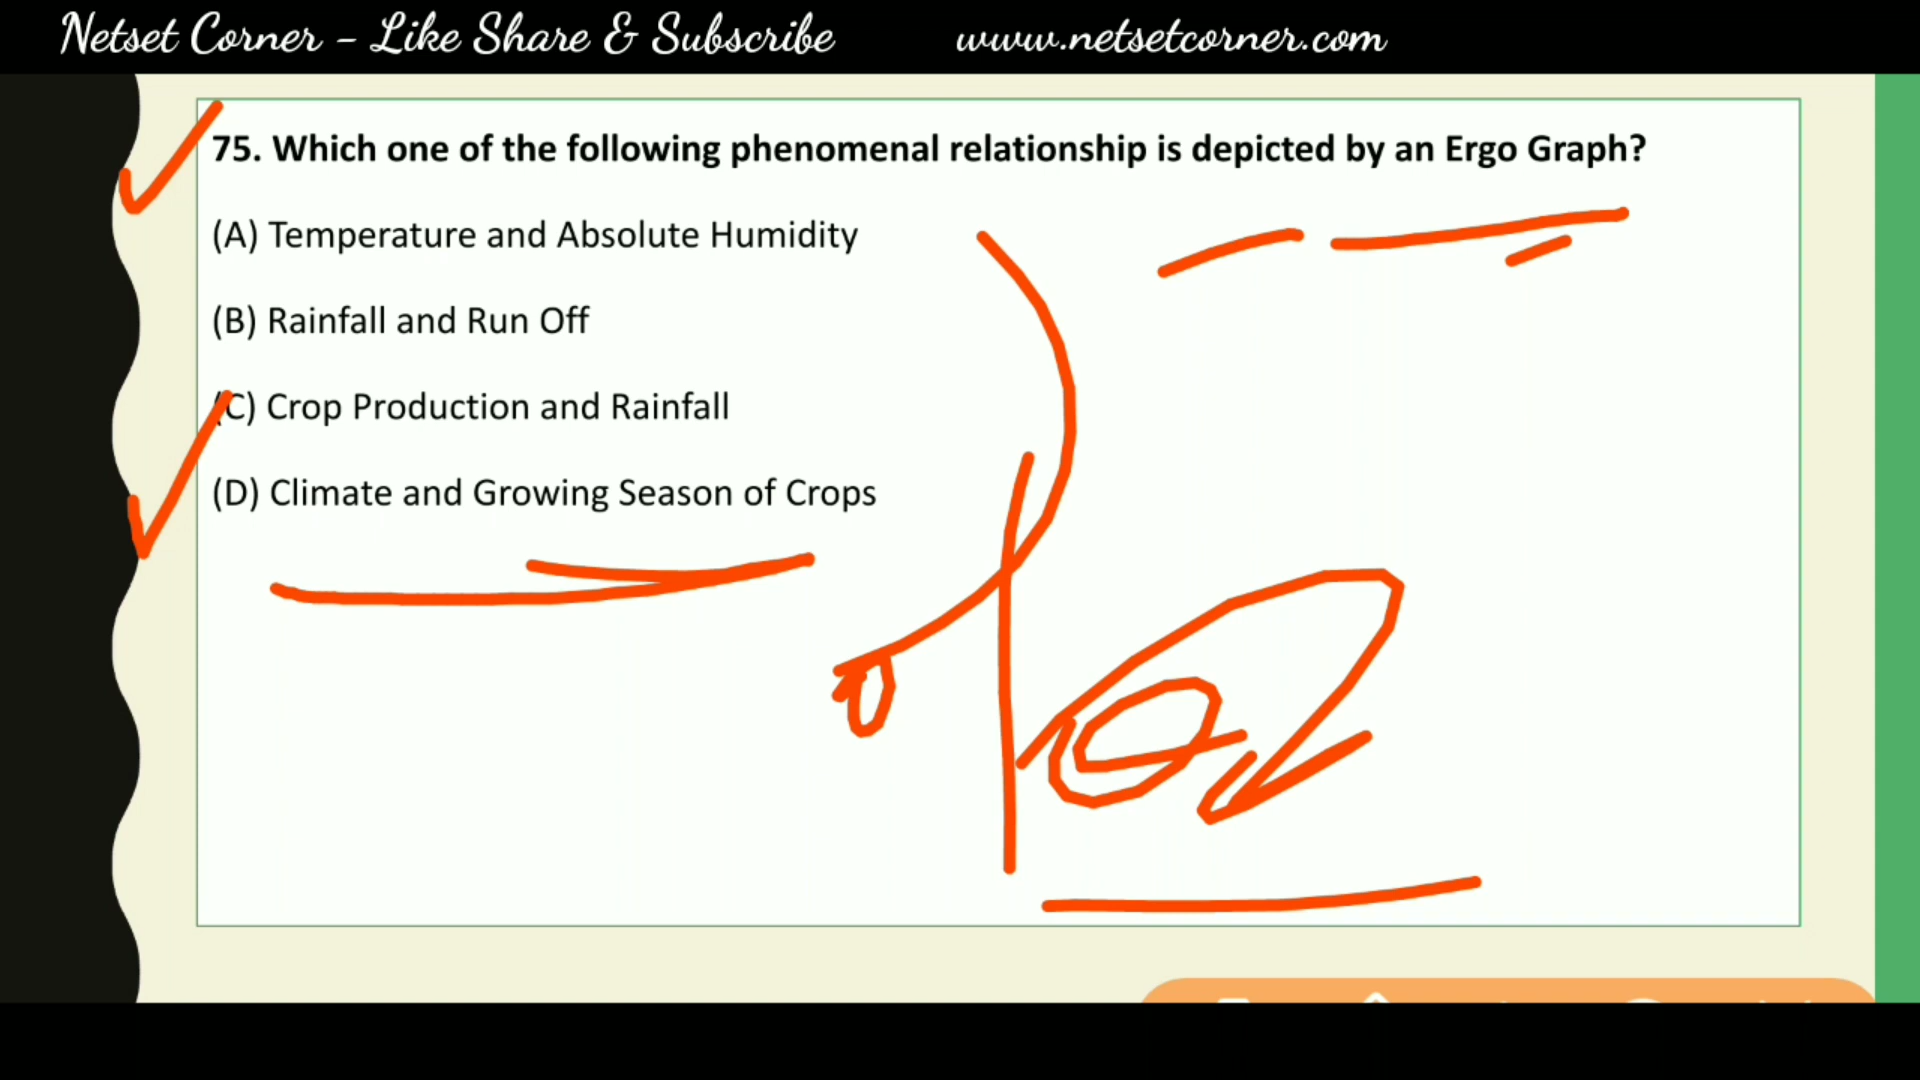 Netset Corner - Like Share & Subscribe www.netsetcorner.com
75. Which one of the following phenomenal relationship is depicted by an Ergo Graph?
(A) Temperature and Absolute Humidity
(B) Rainfall and Run Off
(C) Crop Production and Rainfall
(D) Climate and Growing Season of Crops